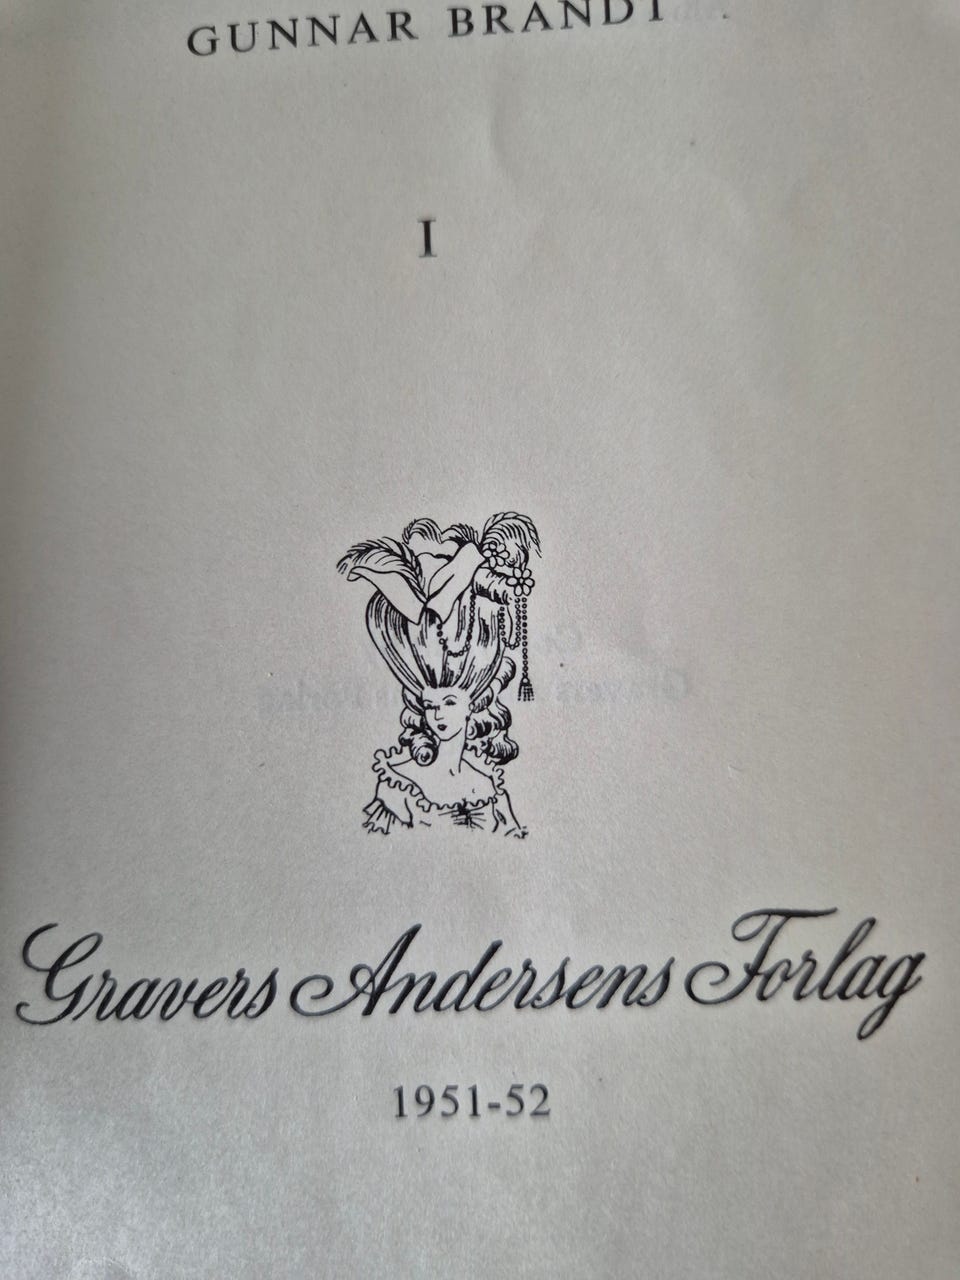 GUNNAR BRANDT
I
Gravers Andersens Forlag
1951-52